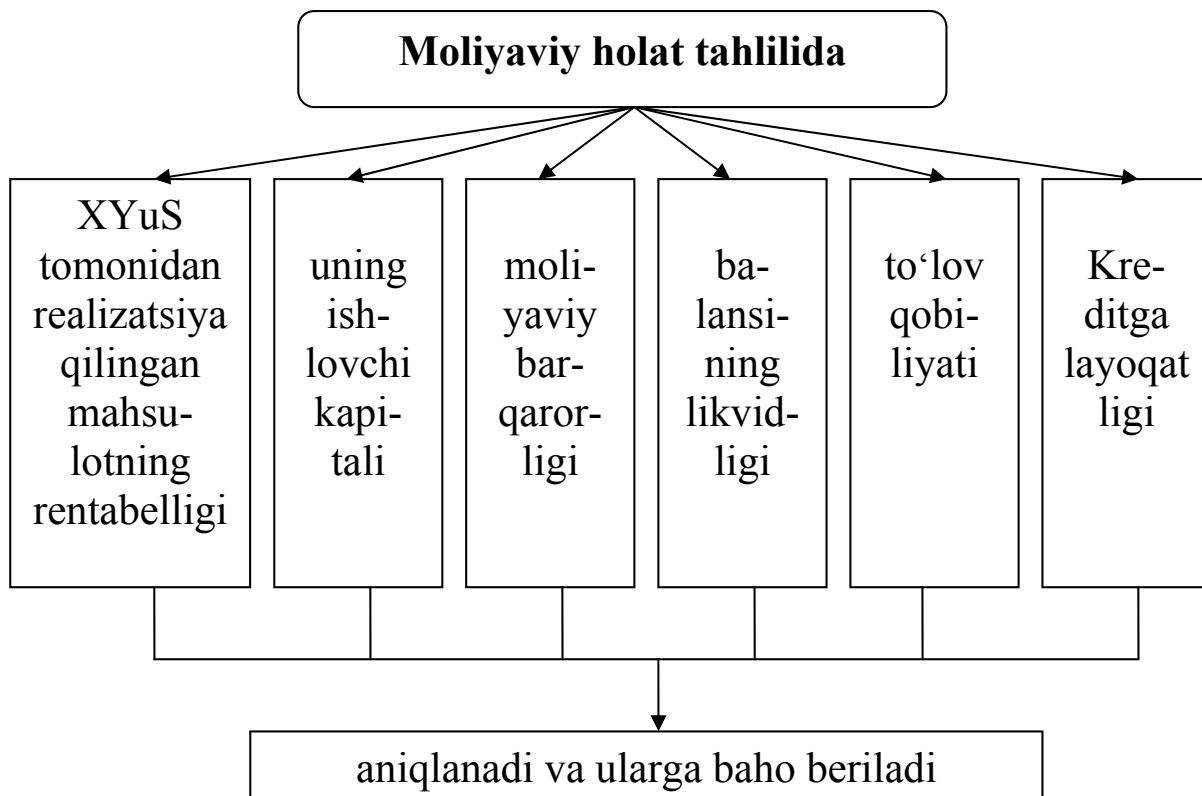 Moliyaviy holat tahlilida
XYuS
tomonidan
realizatsiya
qilingan
mahsu-
lotning
rentabelligi
uning
ish-
lovchi
kapi-
tali
moli-
yaviy
bar-
qaror-
ligi
ba-
lansi-
ning
likvid-
ligi
to‘lov
qobi-
liyati
Kre-
ditga
layoqat
ligi
aniqlanadi va ularga baho beriladi